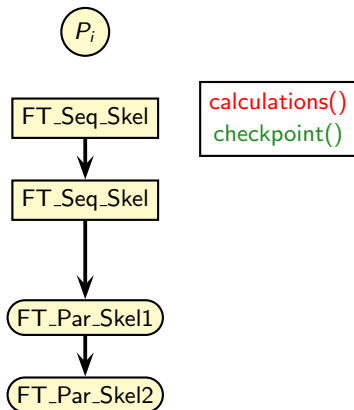 P_i
FT_Seq_Skel
calculations()
checkpoint()
FT_Seq_Skel
FT_Par_Skel1
FT_Par_Skel2